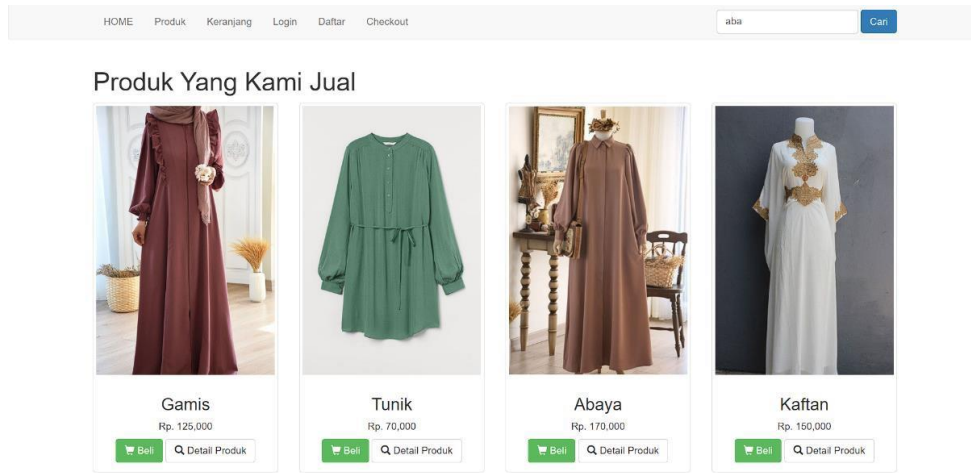 HOME Produk Keranjang Login Daftar Checkout aba Cari
Produk Yang Kami Jual
Gamis Tunik Abaya Kaftan
Rp. 125,000 Rp. 70,000 Rp. 170,000 Rp. 150,000
Beli Detail Produk Beli Detail Produk Beli Detail Produk Beli Detail Produk